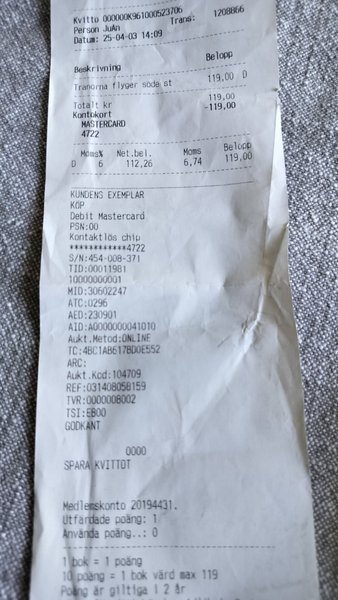 Kvitto 000000K961000523706 Trans: 1208866
Person JuAn
Datum: 25-04-03 14:09
Beskrivning Belopp
Tranorna flyger söde st 119,00 D
119,00
Totalt kr -119,00
Kontokort
MASTERCARD
4722
Moms% Net.bel. Moms Belopp
D 6 112,26 6,74 119,00
KUNDENS EXEMPLAR
KÖP
Debit Mastercard
PSN:00
Kontaktlös chip
************4722
S/N:454-008-371
TID:00011981
10000000001
MID:30602247
ATC:0296
AED:230901
AID:A0000000041010
Aukt.Metod:ONLINE
TC:4BC1AB617BD0E552
ARC:
Aukt.Kod:104709
REF:031408058159
TVR:0000008002
TSI:E800
GODKÄNT
0000
SPARA KVITTOT
Medlemskonto 20194431.
Utfärdade poäng: 1
Använda poäng..: 0
1 bok = 1 poäng
10 poäng = 1 bok värd max 119
Poäng är giltiga i 2 år